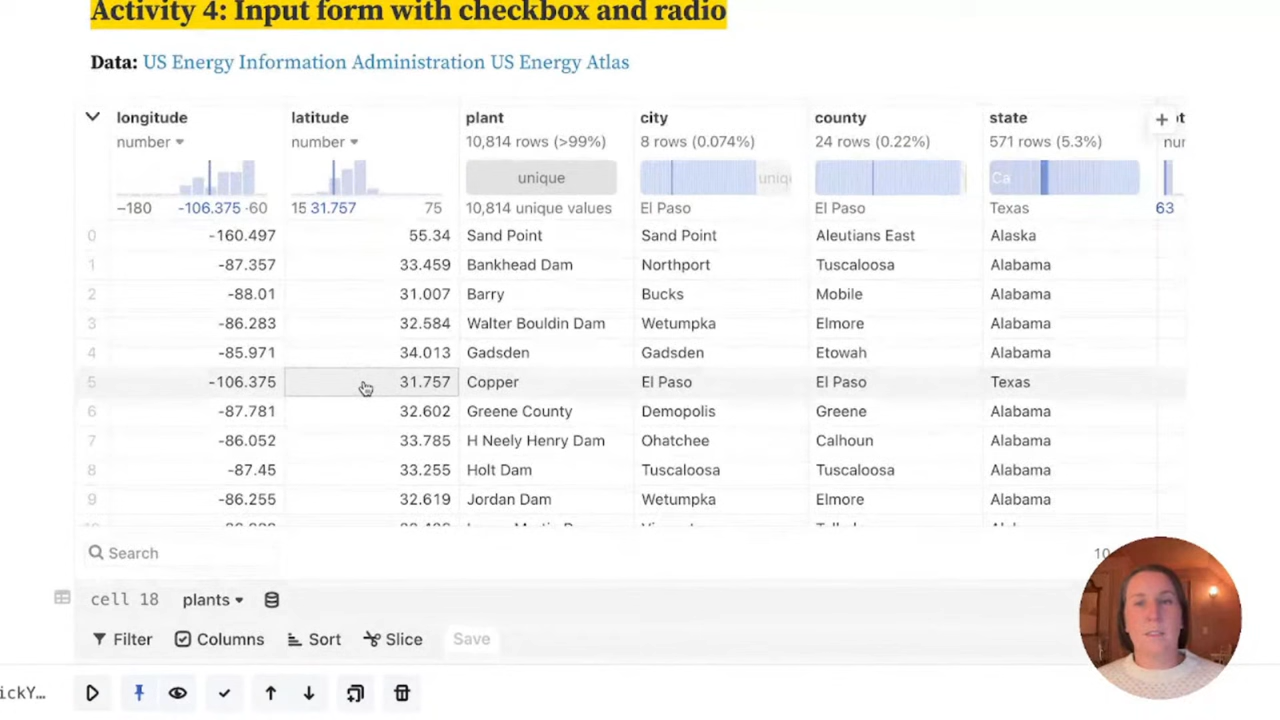 Activity 4: Input form with checkbox and radio
Data: US Energy Information Administration US Energy Atlas
longitude latitude plant city county state
number number 10,814 rows (>99%) 8 rows (0.074%) 24 rows (0.22%) 571 rows (5.3%)
unique Ca
−180 -106.375 -60 15 31.757 75 10,814 unique values El Paso El Paso Texas 63
0 -160.497 55.34 Sand Point Sand Point Aleutians East Alaska
1 -87.357 33.459 Bankhead Dam Northport Tuscaloosa Alabama
2 -88.01 31.007 Barry Bucks Mobile Alabama
3 -86.283 32.584 Walter Bouldin Dam Wetumpka Elmore Alabama
4 -85.971 34.013 Gadsden Gadsden Etowah Alabama
5 -106.375 31.757 Copper El Paso El Paso Texas
6 -87.781 32.602 Greene County Demopolis Greene Alabama
7 -86.052 33.785 H Neely Henry Dam Ohatchee Calhoun Alabama
8 -87.45 33.255 Holt Dam Tuscaloosa Tuscaloosa Alabama
9 -86.255 32.619 Jordan Dam Wetumpka Elmore Alabama
Search
cell 18 plants
Filter Columns Sort Slice Save
ickY…